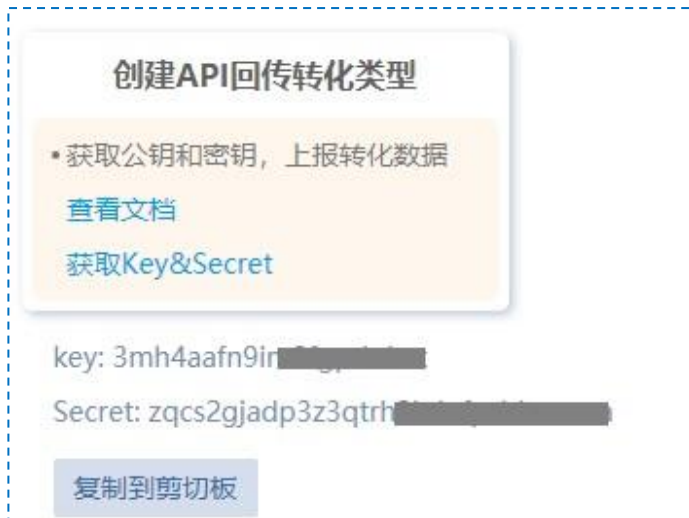 创建API回传转化类型
•获取公钥和密钥，上报转化数据
查看文档
获取Key&Secret
key:
Secret:
复制到剪切板